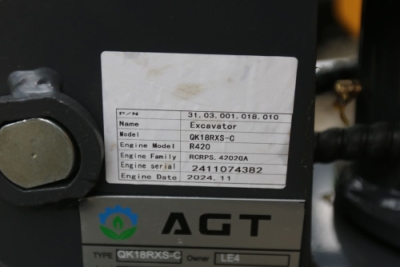 P/N 31.03.001.018.010
Name Excavator
Model QK18RXS-C
Engine Model R420
Engine Family RCRPS.4202GA
Engine serial 2411074382
Engine Date 2024.11
AGT
TYPE QK18RXS-C Owner LE4